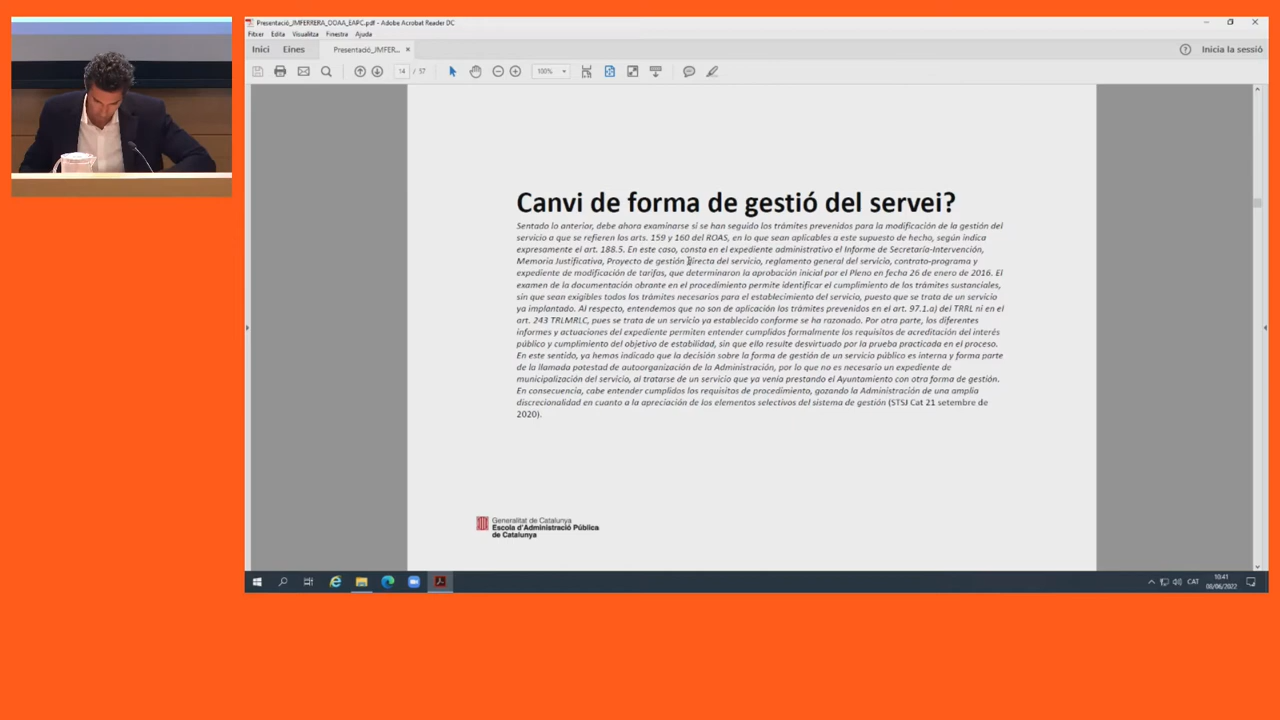 Presentació_JMFERRERA_OOAA_EAPC.pdf - Adobe Acrobat Reader DC
Fitxer Edita Visualitza Finestra Ajuda
Inici Eines Presentació_JMFER... × Inicia la sessió
14 / 57 100%
Canvi de forma de gestió del servei?
Sentado lo anterior, debe ahora examinarse si se han seguido los trámites prevenidos para la modificación de la gestión del
servicio a que se refieren los arts. 159 y 160 del ROAS, en lo que sean aplicables a este supuesto de hecho, según indica
expresamente el art. 188.5. En este caso, consta en el expediente administrativo el Informe de Secretaría-Intervención,
Memoria Justificativa, Proyecto de gestión directa del servicio, reglamento general del servicio, contrato-programa y
expediente de modificación de tarifas, que determinaron la aprobación inicial por el Pleno en fecha 26 de enero de 2016. El
examen de la documentación obrante en el procedimiento permite identificar el cumplimiento de los trámites sustanciales,
sin que sean exigibles todos los trámites necesarios para el establecimiento del servicio, puesto que se trata de un servicio
ya implantado. Al respecto, entendemos que no son de aplicación los trámites prevenidos en el art. 97.1.a) del TRRL ni en el
art. 243 TRLMRLC, pues se trata de un servicio ya establecido conforme se ha razonado. Por otra parte, los diferentes
informes y actuaciones del expediente permiten entender cumplidos formalmente los requisitos de acreditación del interés
público y cumplimiento del objetivo de estabilidad, sin que ello resulte desvirtuado por la prueba practicada en el proceso.
En este sentido, ya hemos indicado que la decisión sobre la forma de gestión de un servicio público es interna y forma parte
de la llamada potestad de autoorganización de la Administración, por lo que no es necesario un expediente de
municipalización del servicio, al tratarse de un servicio que ya venía prestando el Ayuntamiento con otra forma de gestión.
En consecuencia, cabe entender cumplidos los requisitos de procedimiento, gozando la Administración de una amplia
discrecionalidad en cuanto a la apreciación de los elementos selectivos del sistema de gestión (STSJ Cat 21 setembre de
2020).
Generalitat de Catalunya
Escola d'Administració Pública
de Catalunya
CAT 10:41
06/06/2022